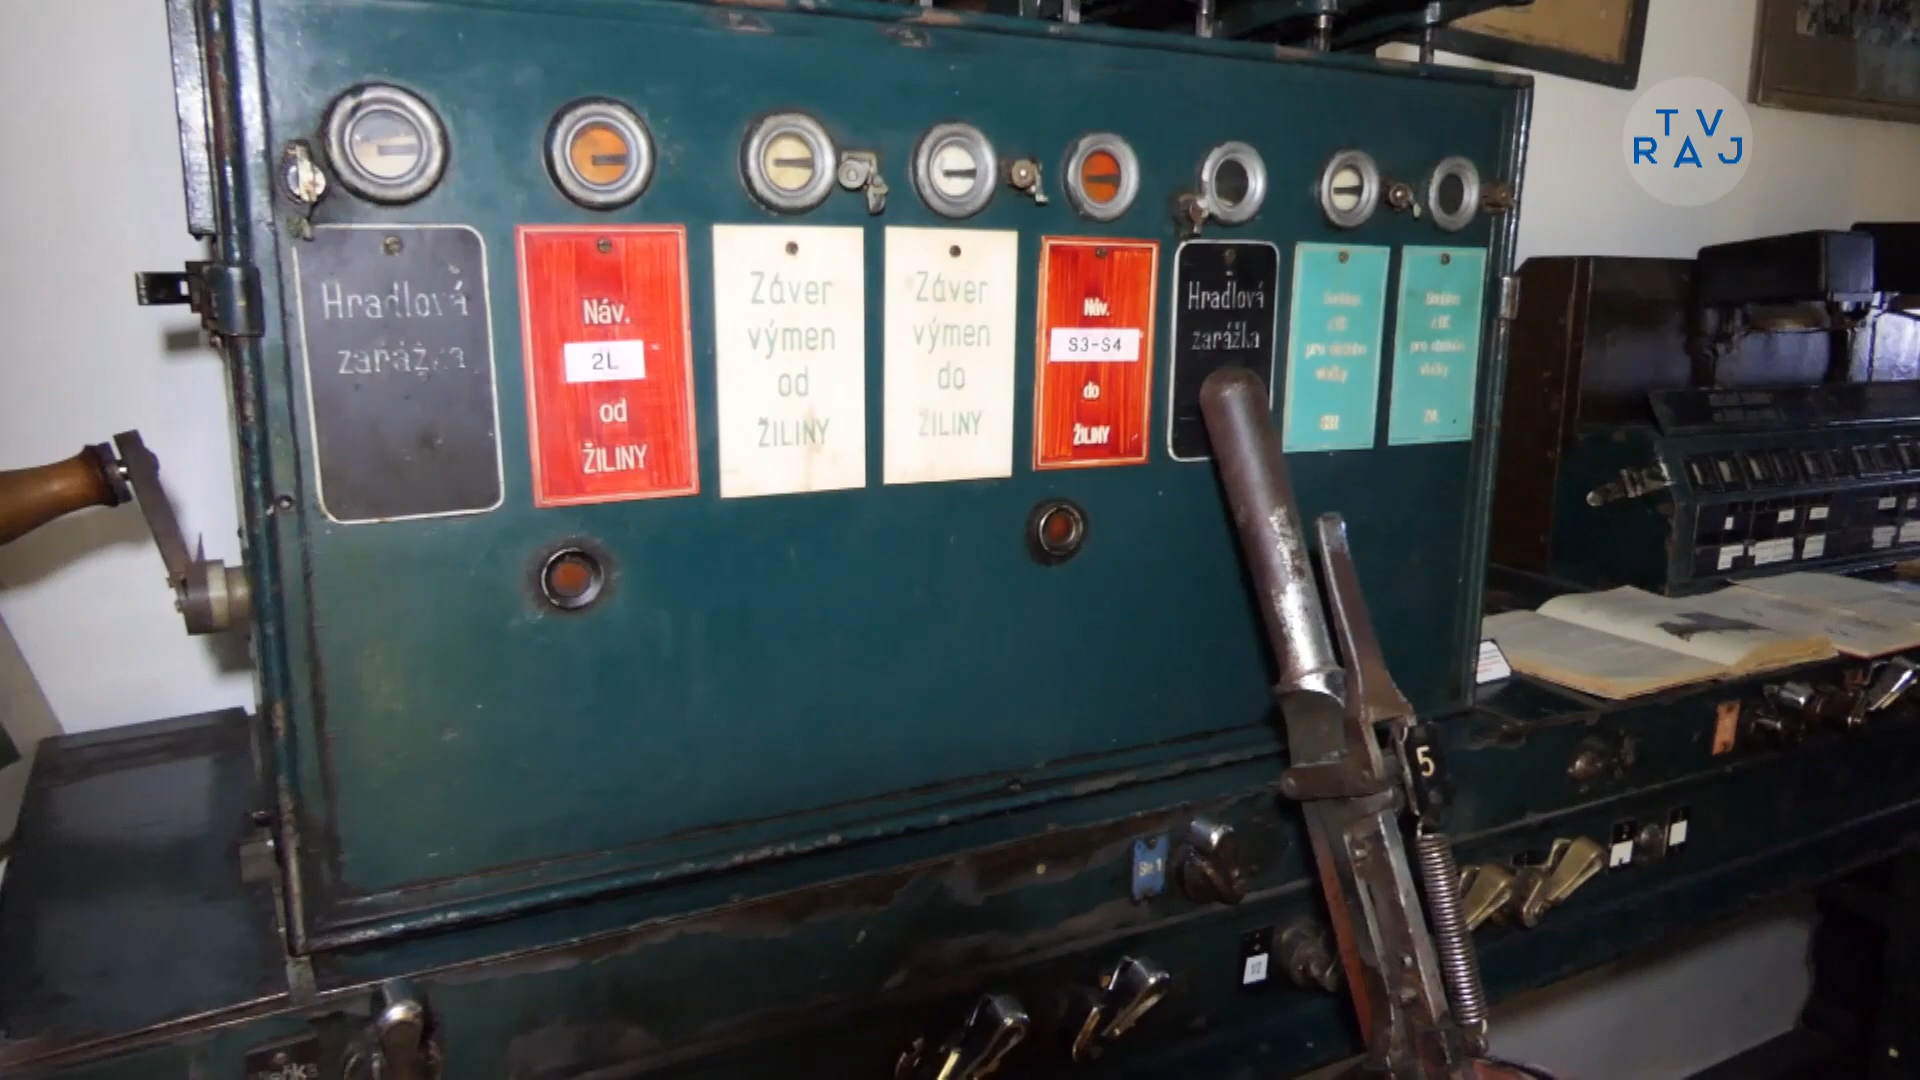 TV
RAJ
Hradlová
zarážka
Náv.
2L
od
ŽILINY
Záver
výmen
od
ŽILINY
Záver
výmen
do
ŽILINY
Náv.
S3-S4
do
ŽILINY
Hradlová
zarážka
5